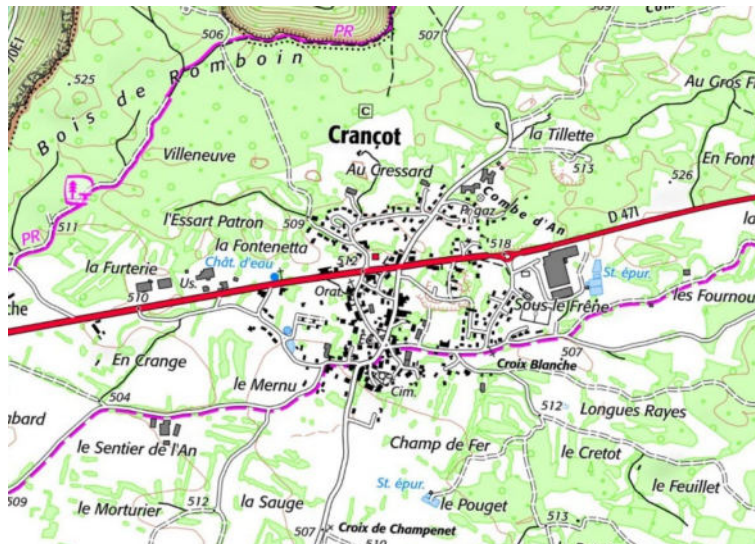 506
PR
507
525
Bois de Romboin
C
Crançot
Au Gros F
la Tillette
Villeneuve
513
En Font
Au Cressard
526
Combe d'An
R. gaz
PR
511
l'Essart Patron
509
D 471
la Fontenetta
518
512
Chât. d'eau
la Furterie
Us.
St. épur.
Orat.
510
Sous le Frêne
les Fournou
En Crange
507
Croix Blanche
le Mernu
Cim.
504
512
Longues Rayes
mbard
le Sentier de l'An
Champ de Fer
le Cretot
St. épur.
le Feuillet
509
512
la Sauge
le Pouget
le Morturier
507
Croix de Champenet
513
510